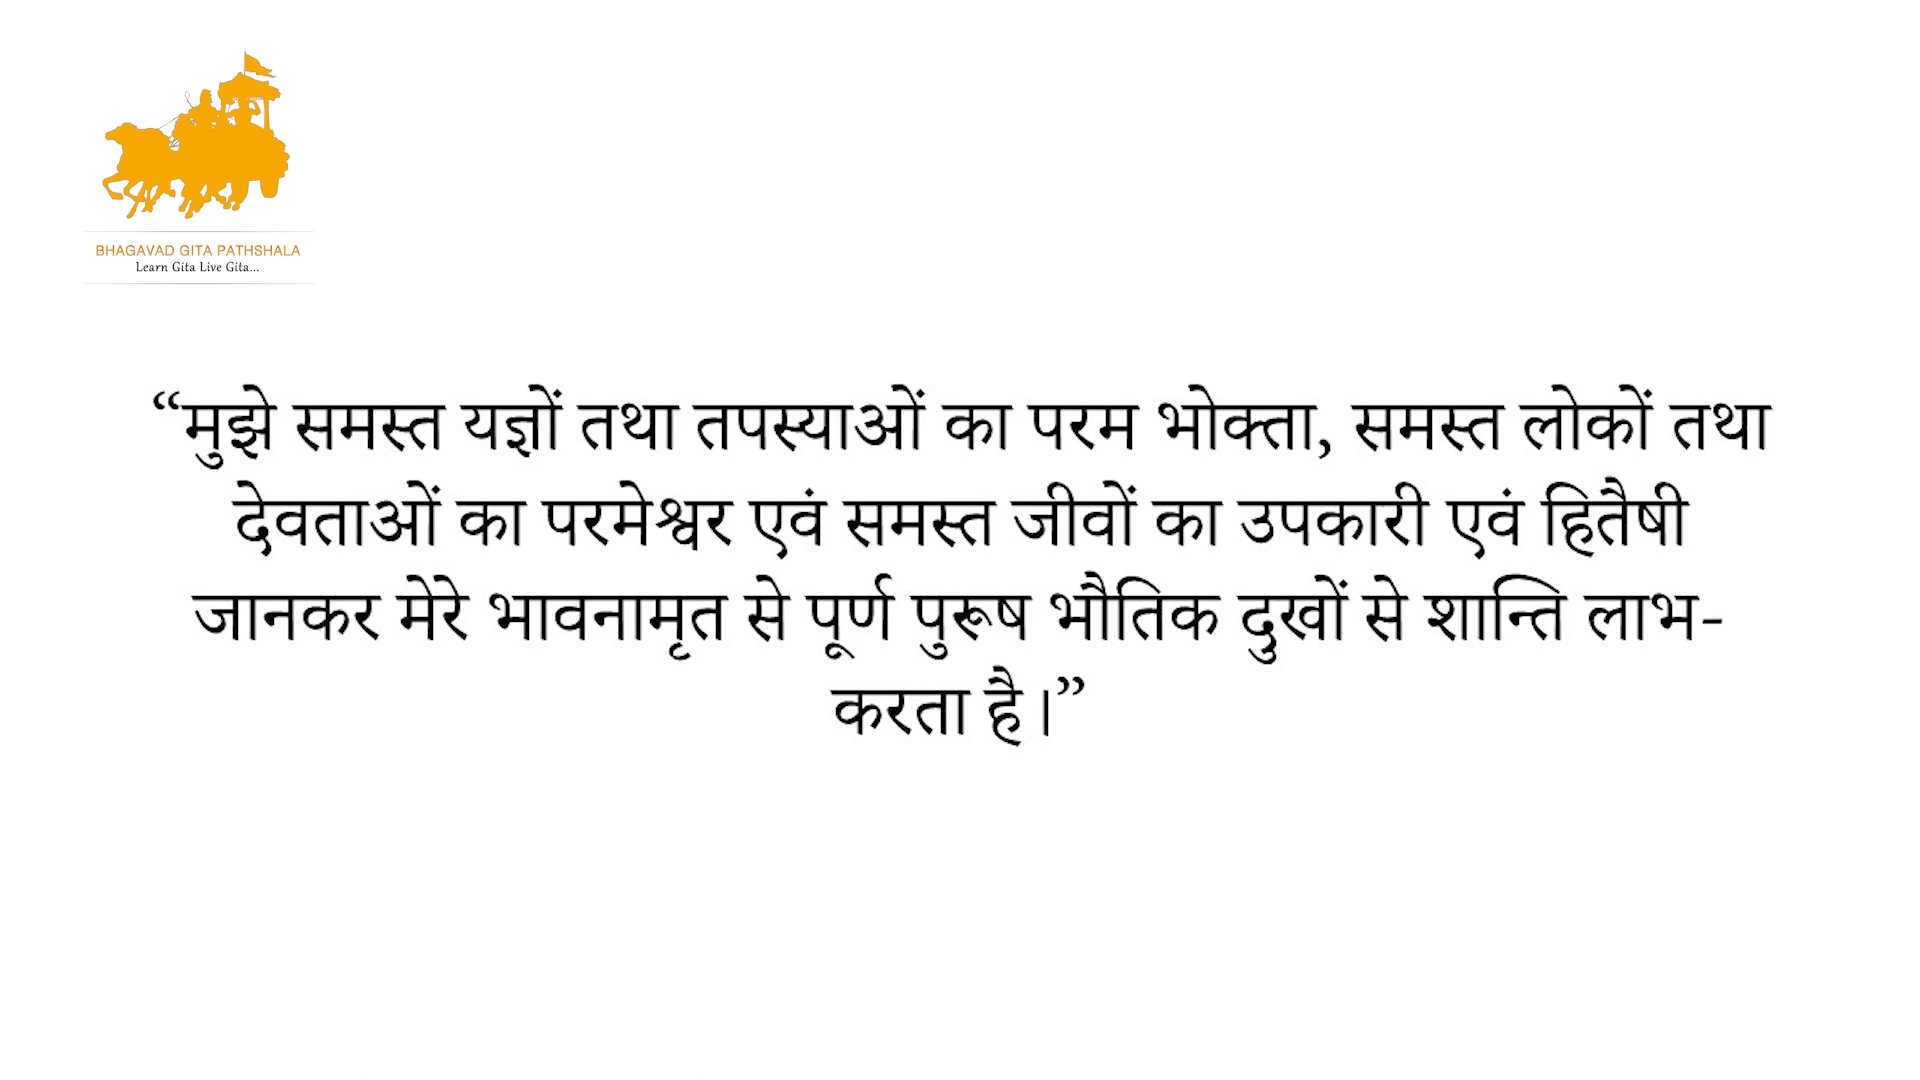 BHAGAVAD GITA PATHSHALA
Learn Gita Live Gita...
“मुझे समस्त यज्ञों तथा तपस्याओं का परम भोक्ता, समस्त लोकों तथा
देवताओं का परमेश्वर एवं समस्त जीवों का उपकारी एवं हितैषी
जानकर मेरे भावनामृत से पूर्ण पुरूष भौतिक दुखों से शान्ति लाभ-
करता है।”